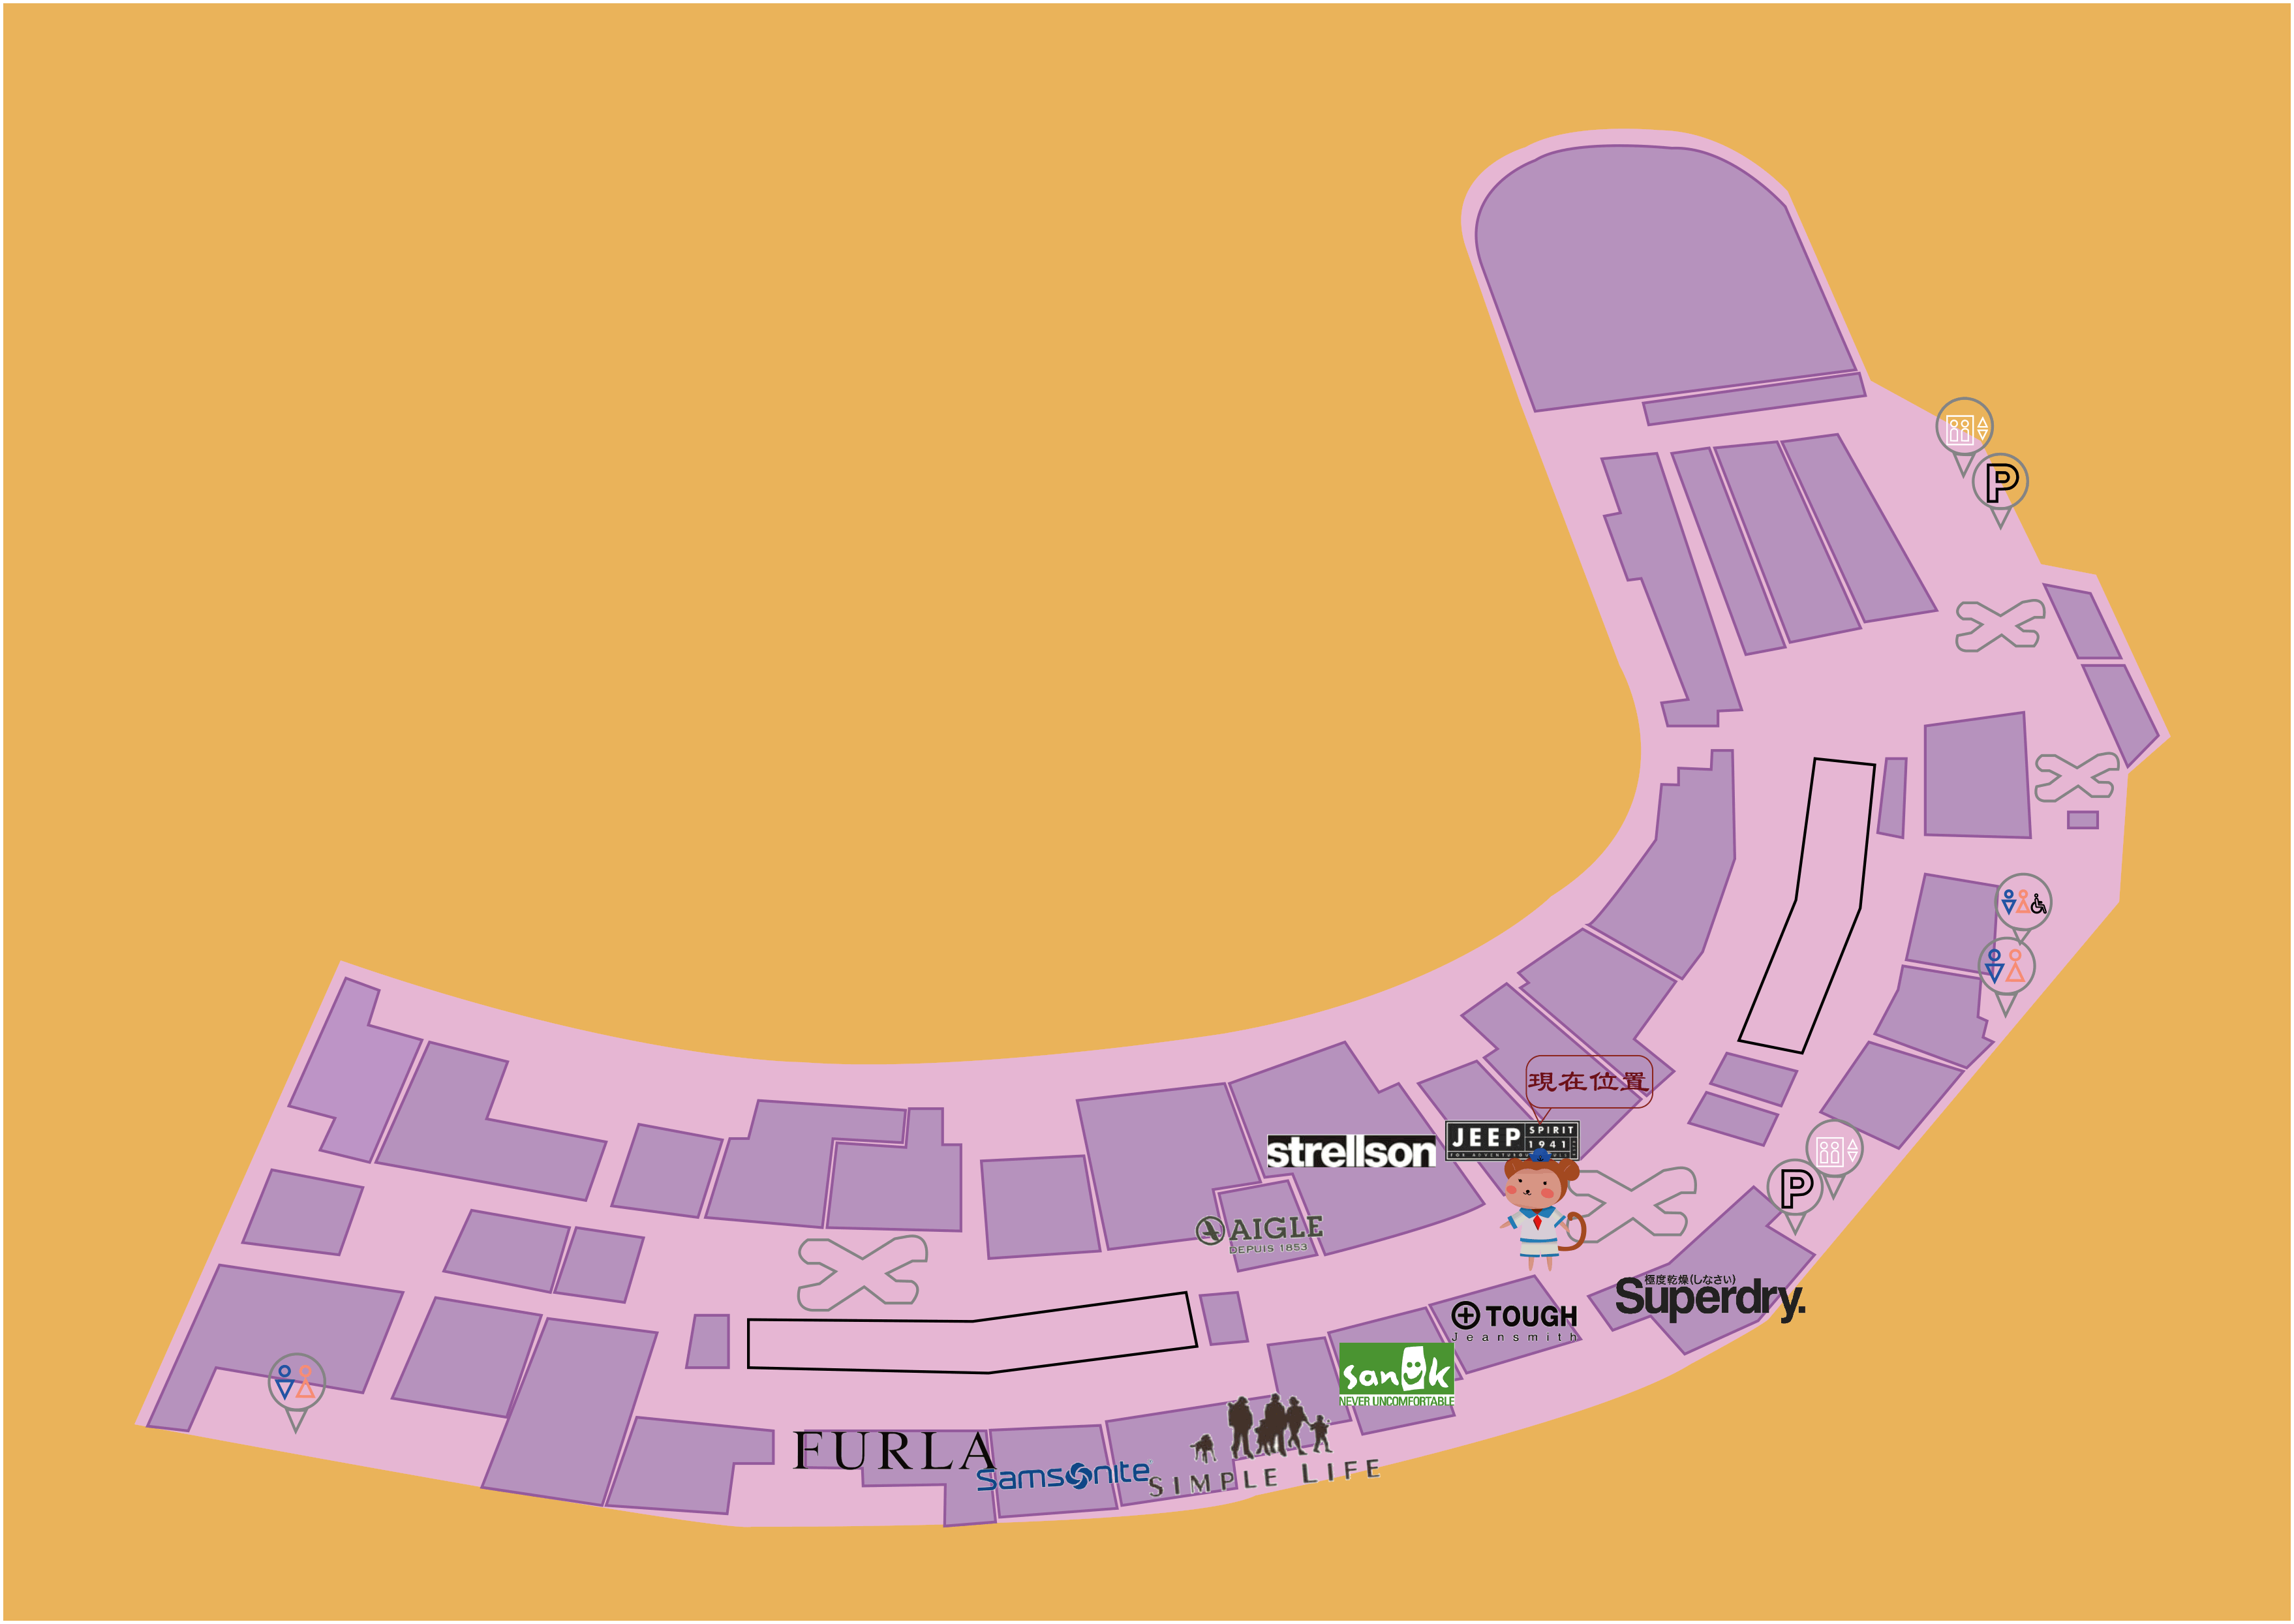 P
現在位置
JEEP SPIRIT
1941
strellson
P
AIGLE
DEPUIS 1853
極度乾燥(しなさい)
Superdry.
TOUGH
Jeansmith
sanuk
NEVER UNCOMFORTABLE
FURLA
Samsonite
SIMPLE LIFE